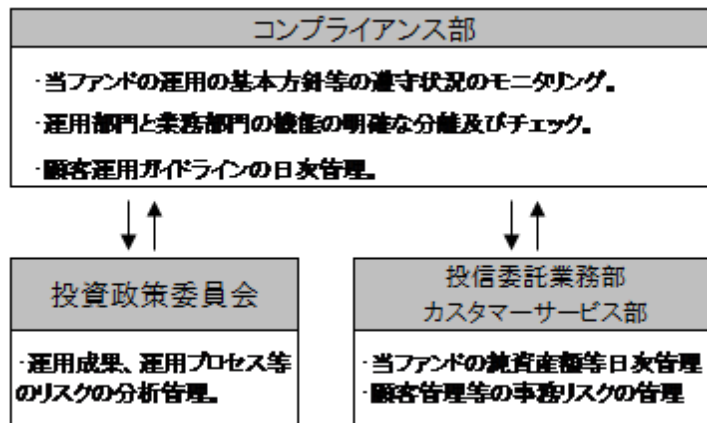 コンプライアンス部
・当ファンドの運用の基本方針等の遵守状況のモニタリング。
・運用部門と業務部門の機能の明確な分離及びチェック。
・顧客運用ガイドラインの日次管理。
投資政策委員会
・運用成果、運用プロセス等
のリスクの分析管理。
投信委託業務部
カスタマーサービス部
・当ファンドの純資産額等日次管理
・顧客管理等の事務リスクの管理